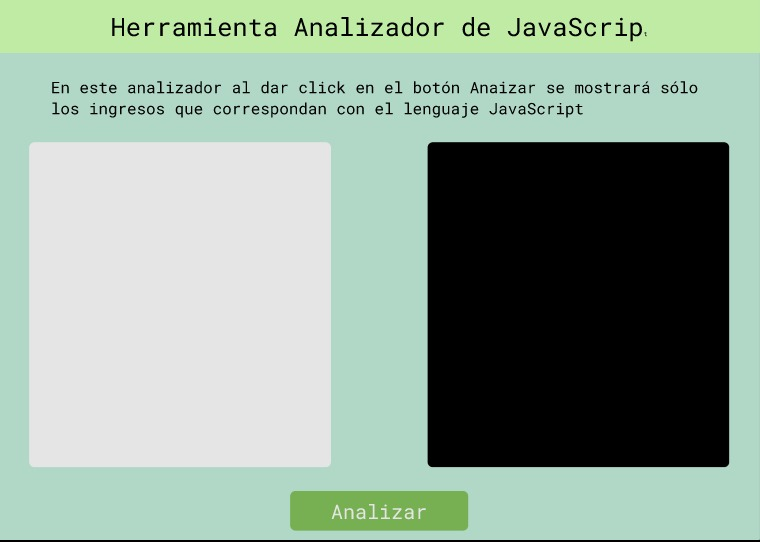 Herramienta Analizador de JavaScript
En este analizador al dar click en el botón Anaizar se mostrará sólo
los ingresos que correspondan con el lenguaje JavaScript
Analizar